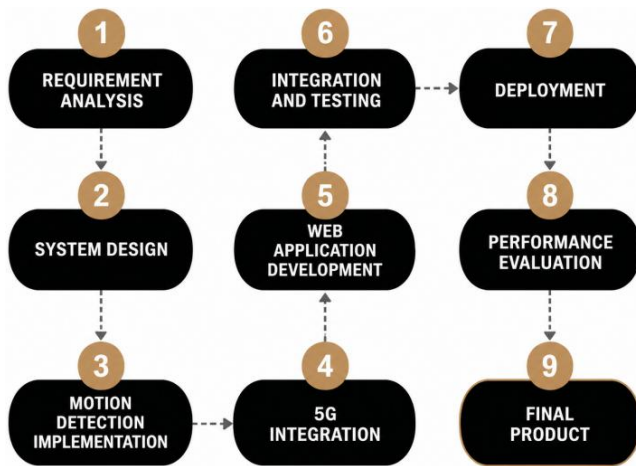 1
REQUIREMENT
ANALYSIS
2
SYSTEM DESIGN
3
MOTION
DETECTION
IMPLEMENTATION
4
5G
INTEGRATION
5
WEB
APPLICATION
DEVELOPMENT
6
INTEGRATION
AND TESTING
7
DEPLOYMENT
8
PERFORMANCE
EVALUATION
9
FINAL
PRODUCT